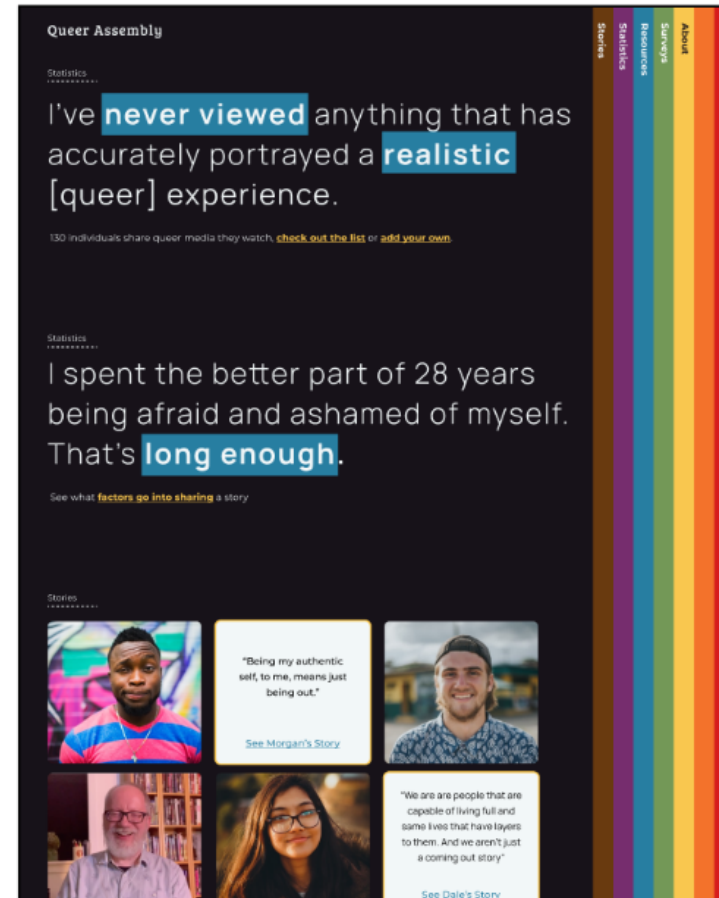 Queer Assembly
Stories
Statistics
Resources
Surveys
About
Statistics
I've never viewed anything that has
accurately portrayed a realistic
[queer] experience.
130 individuals share queer media they watch, check out the list or add your own.
Statistics
I spent the better part of 28 years
being afraid and ashamed of myself.
That's long enough.
See what factors go into sharing a story
Stories
"Being my authentic
self, to me, means just
being out."
See Morgan's Story
"We are are people that are
capable of living full and
same lives that have layers
to them. And we aren't just
a coming out story"
See Dale's Story